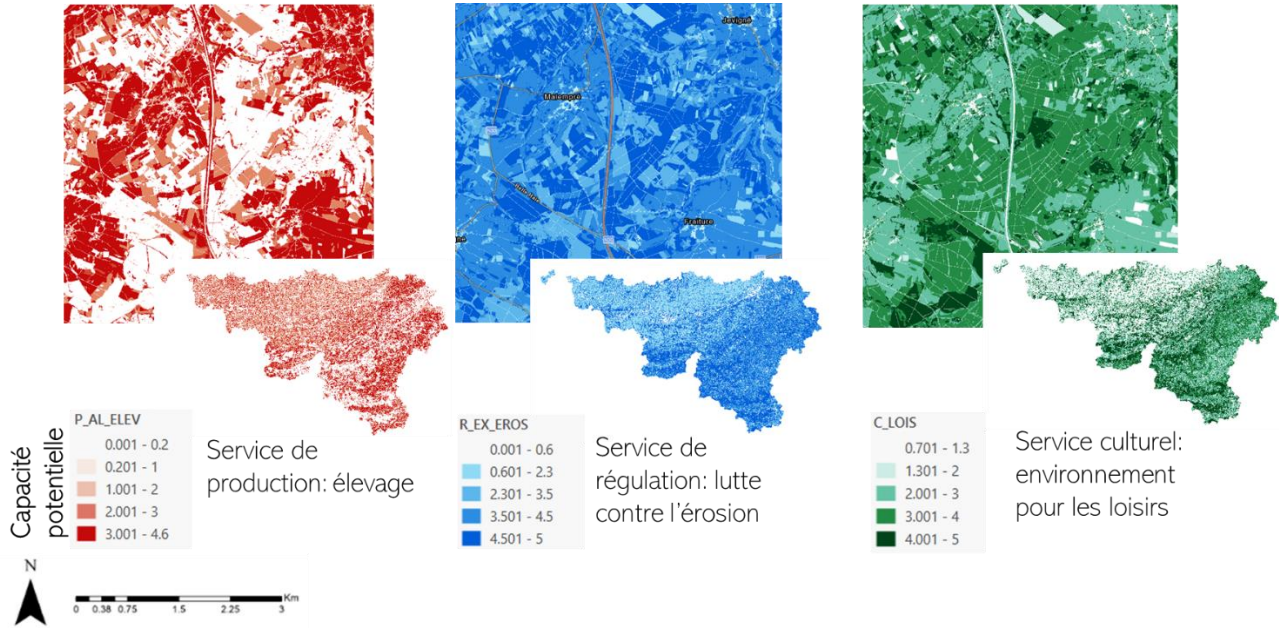 Jevigné
Malempré
Fraiture
Capacité
potentielle
P_AL_ELEV
0.001 - 0.2
0.201 - 1
1.001 - 2
2.001 - 3
3.001 - 4.6
Service de
production: élevage
R_EX_EROS
0.001 - 0.6
0.601 - 2.3
2.301 - 3.5
3.501 - 4.5
4.501 - 5
Service de
régulation: lutte
contre l'érosion
C_LOIS
0.701 - 1.3
1.301 - 2
2.001 - 3
3.001 - 4
4.001 - 5
Service culturel:
environnement
pour les loisirs
N
Km
0 0.38 0.75 1.5 2.25 3